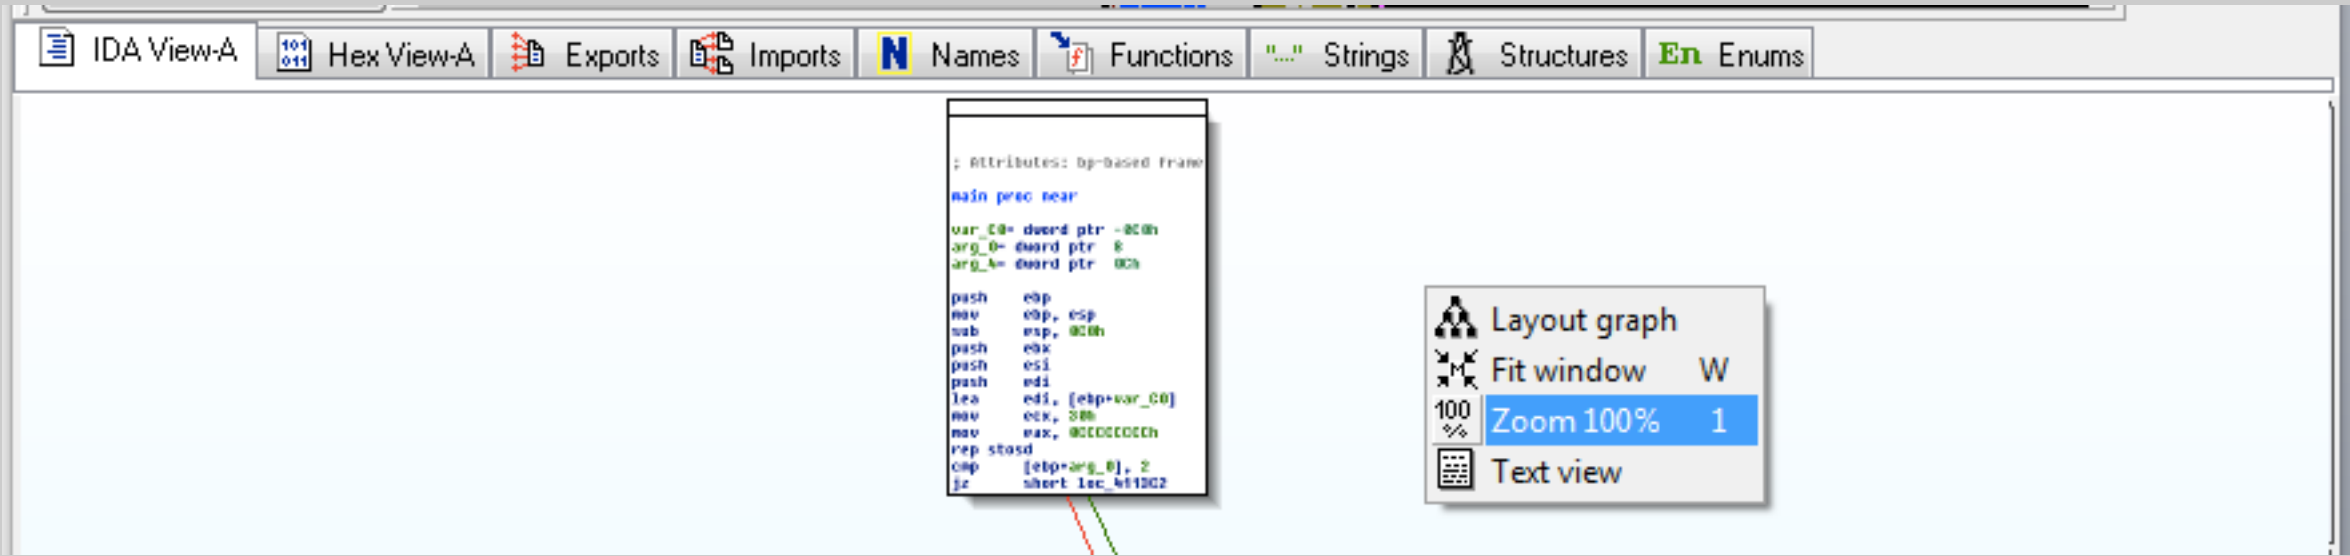 IDA View-A
Hex View-A
Exports
Imports
N Names
Functions
"..." Strings
Structures
En Enums
; Attributes: bp-based frame
main proc near
var_C0= dword ptr -0C0h
arg_0= dword ptr 8
arg_4= dword ptr 0Ch
push ebp
mov ebp, esp
sub esp, 0C0h
push ebx
push esi
push edi
lea edi, [ebp+var_C0]
mov ecx, 30h
mov eax, 0CCCCCCCCh
rep stosd
cmp [ebp+arg_0], 2
jz short loc_4113C2
Layout graph
Fit window W
100 % Zoom 100% 1
Text view